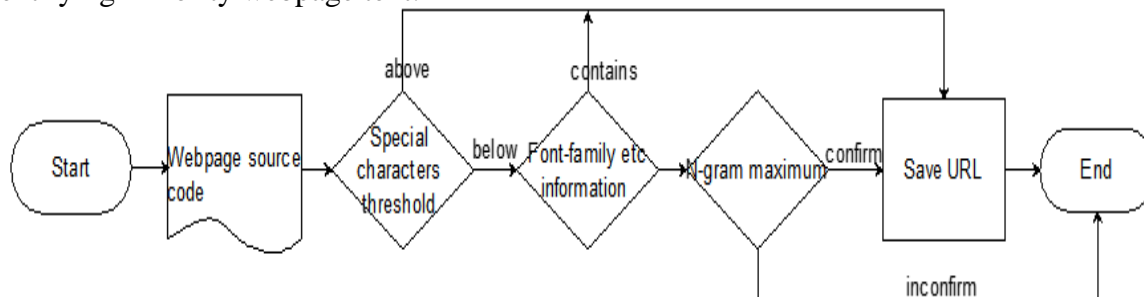 above
contains
Start
Webpage source
code
Special
characters
threshold
below
Font-family etc
information
N-gram maximum
confirm
Save URL
End
inconfirm